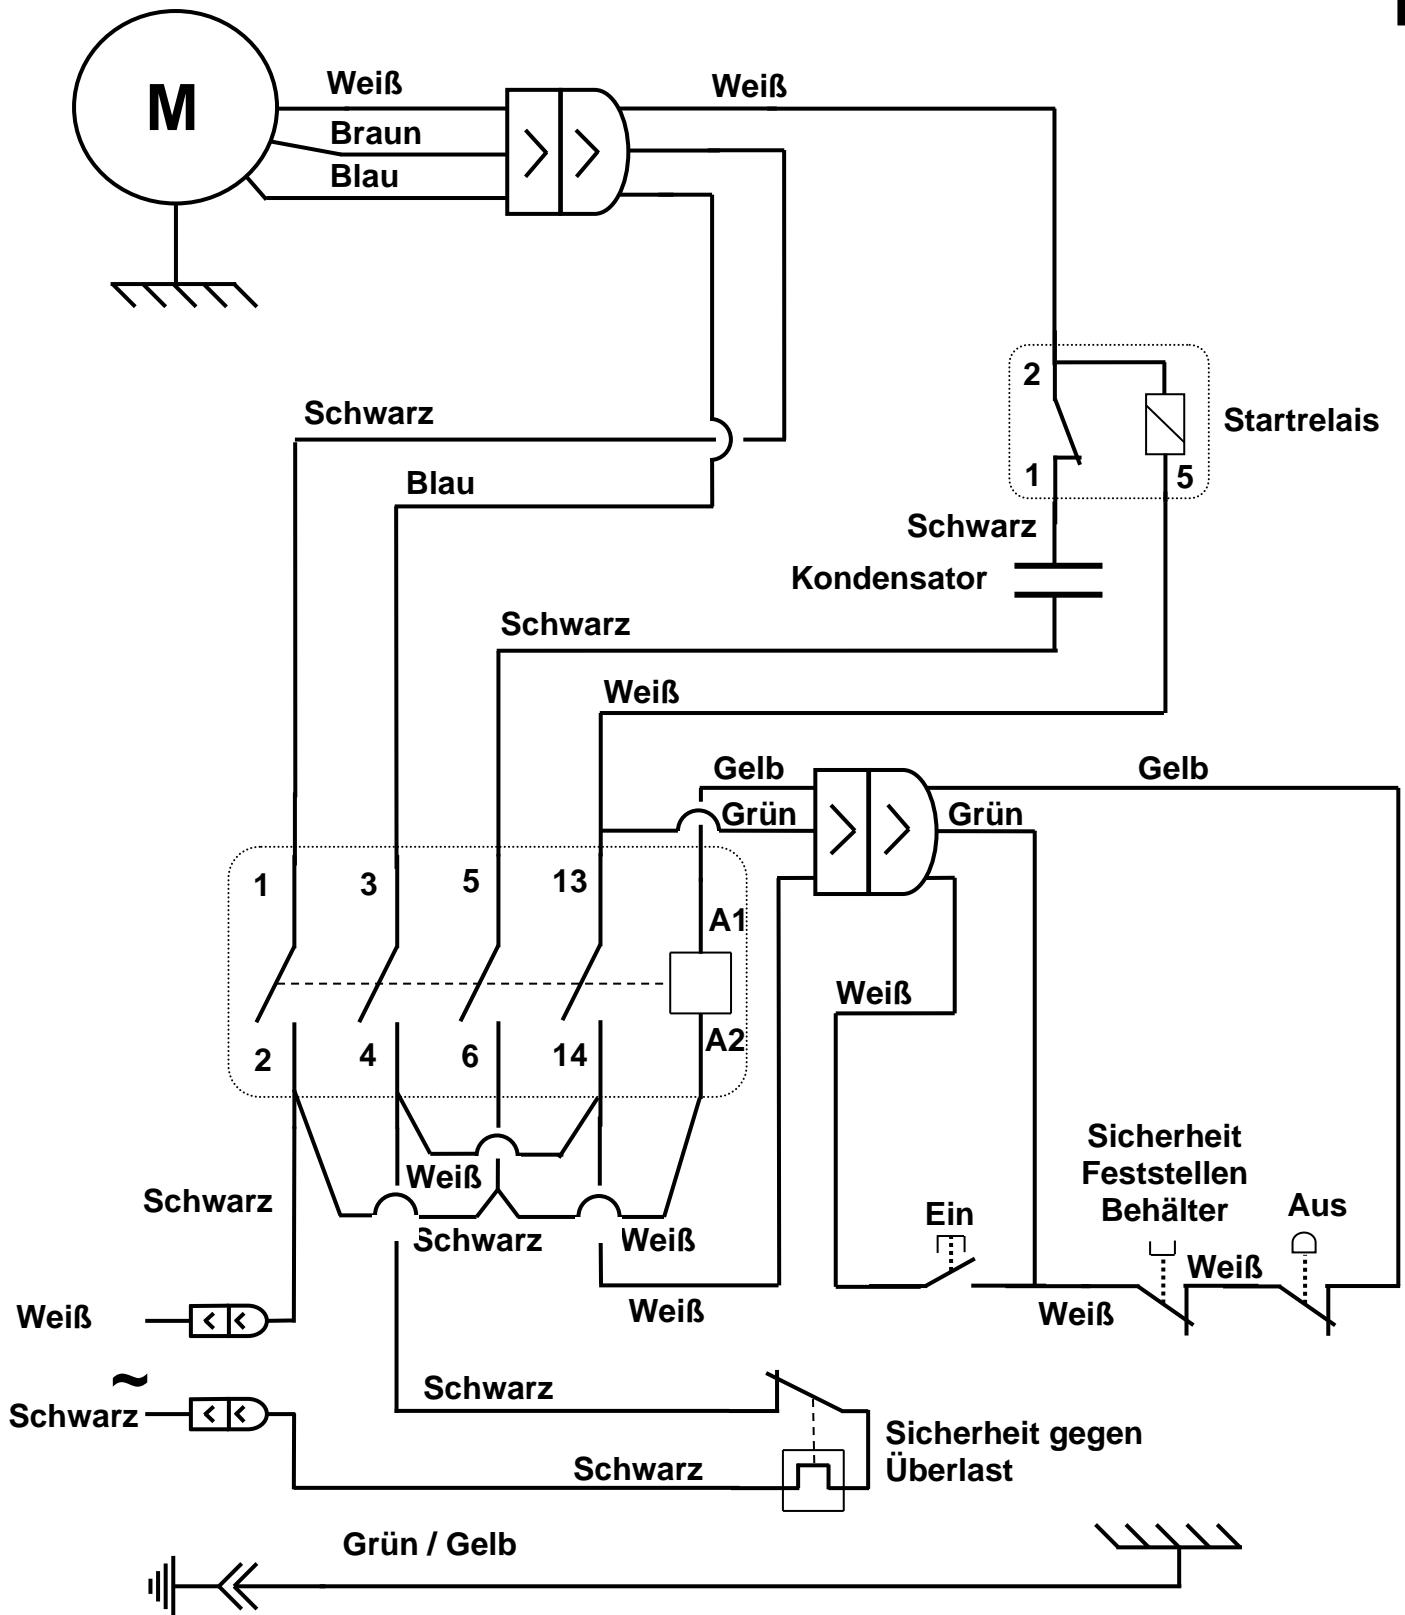 Weiß
Weiß
M
Braun
Blau
2
Schwarz
Startrelais
1
5
Blau
Schwarz
Kondensator
Schwarz
Weiß
Gelb
Gelb
Grün
Grün
1
3
5
13
A1
Weiß
A2
2
4
6
14
Sicherheit
Feststellen
Behälter
Weiß
Schwarz
Aus
Ein
Schwarz
Weiß
Weiß
Weiß
Weiß
Weiß
~
Schwarz
Schwarz
Sicherheit gegen
Überlast
Schwarz
Grün / Gelb